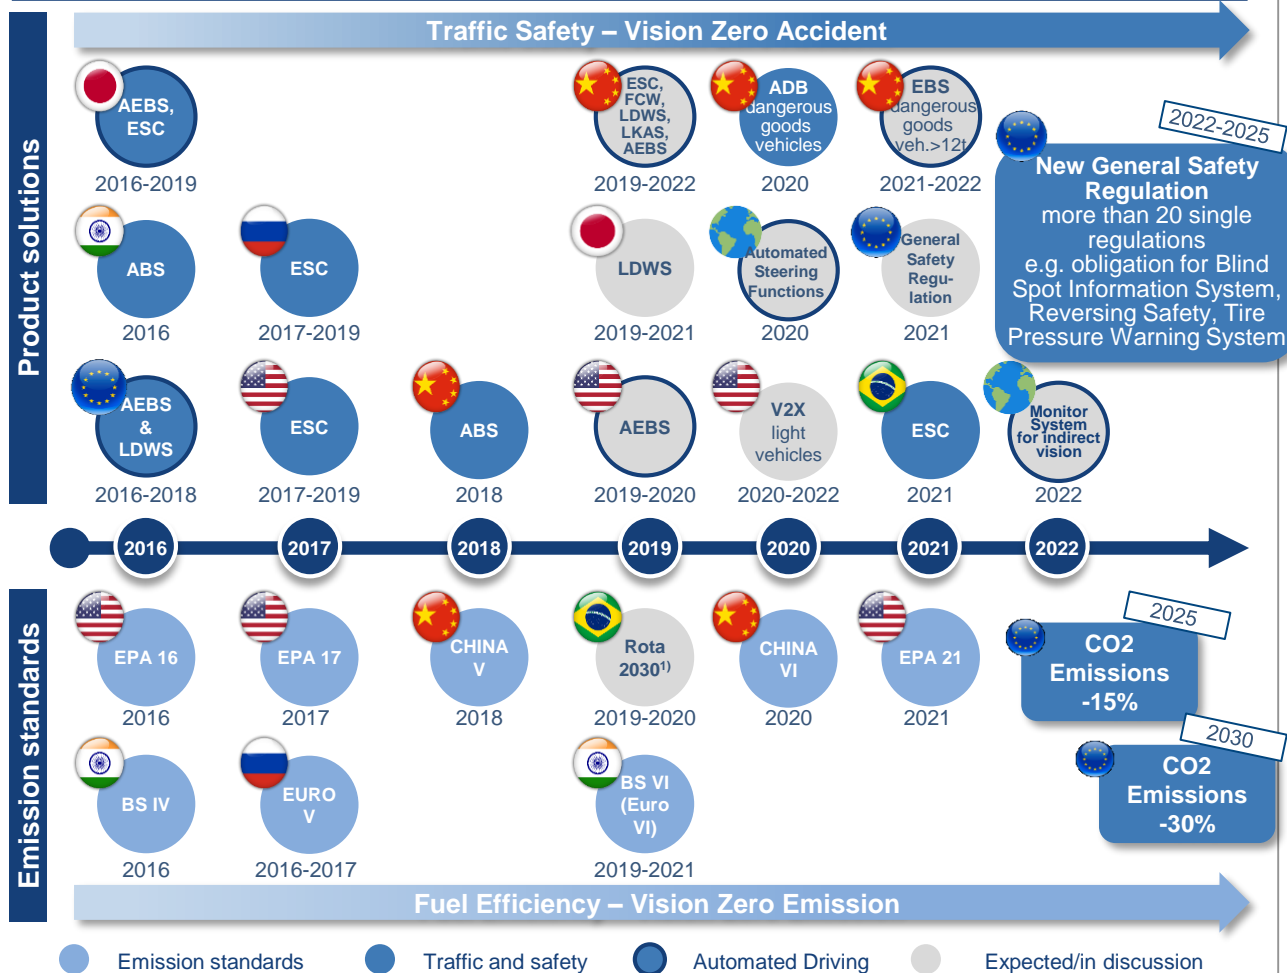 Traffic Safety – Vision Zero Accident
Product solutions
AEBS,
ESC
2016-2019
ESC,
FCW,
LDWS,
LKAS,
AEBS
2019-2022
ADB
dangerous
goods
vehicles
2020
EBS
dangerous
goods
veh.>12t
2021-2022
2022-2025
New General Safety
Regulation
more than 20 single
regulations
e.g. obligation for Blind
Spot Information System,
Reversing Safety, Tire
Pressure Warning System
ABS
2016
ESC
2017-2019
LDWS
2019-2021
Automated
Steering
Functions
2020
General
Safety
Regu-
lation
2021
AEBS
&
LDWS
2016-2018
ESC
2017-2019
ABS
2018
AEBS
2019-2020
V2X
light
vehicles
2020-2022
ESC
2021
Monitor
System
for indirect
vision
2022
2016
2017
2018
2019
2020
2021
2022
Emission standards
EPA 16
2016
EPA 17
2017
CHINA
V
2018
Rota
2030¹⁾
2019-2020
CHINA
VI
2020
EPA 21
2021
2025
CO2
Emissions
-15%
BS IV
2016
EURO
V
2016-2017
BS VI
(Euro
VI)
2019-2021
2030
CO2
Emissions
-30%
Fuel Efficiency – Vision Zero Emission
Emission standards
Traffic and safety
Automated Driving
Expected/in discussion